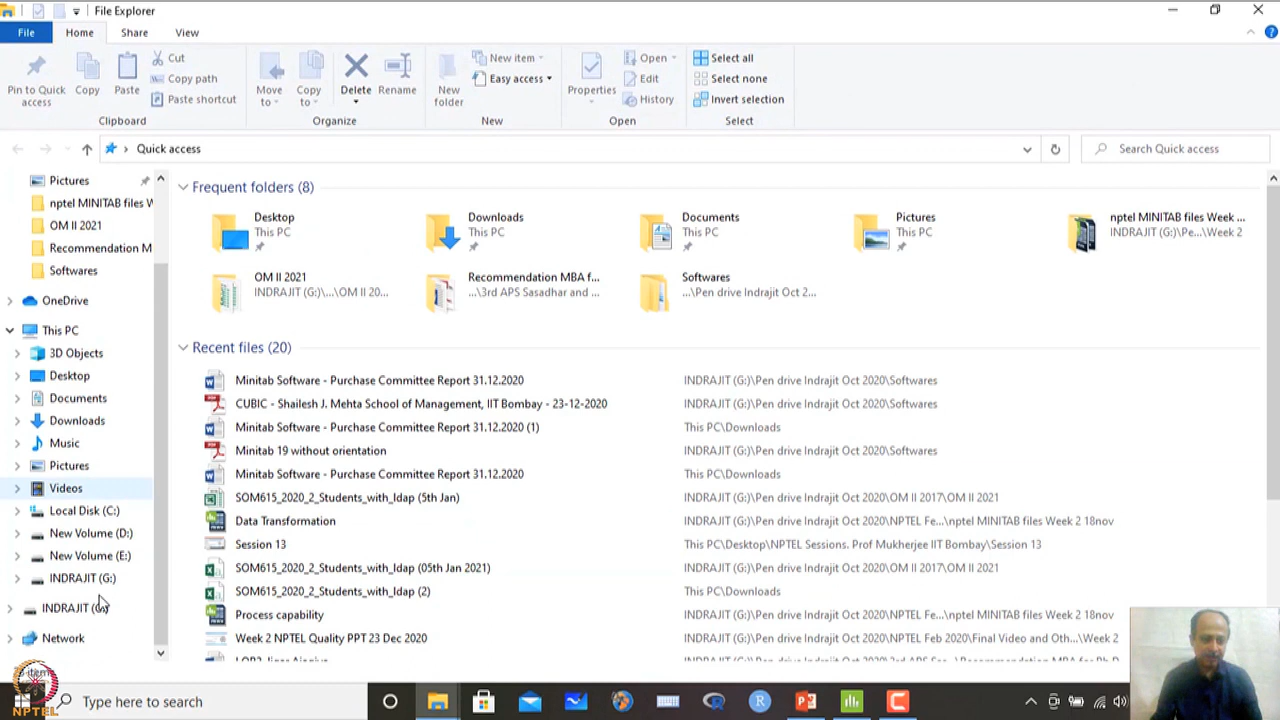 File Explorer
File Home Share View
Pin to Quick access
Copy
Paste
Cut
Copy path
Paste shortcut
Clipboard
Move to
Copy to
Delete
Rename
Organize
New folder
New item
Easy access
New
Properties
Open
Edit
History
Open
Select all
Select none
Invert selection
Select
Quick access
Search Quick access
Pictures
nptel MINITAB files W
OM II 2021
Recommendation M
Softwares
OneDrive
This PC
3D Objects
Desktop
Documents
Downloads
Music
Pictures
Videos
Local Disk (C:)
New Volume (D:)
New Volume (E:)
INDRAJIT (G:)
INDRAJIT (G:)
Network
Frequent folders (8)
Desktop
This PC
Downloads
This PC
Documents
This PC
Pictures
This PC
nptel MINITAB files Week ...
INDRAJIT (G:)\Pe...\Week 2
OM II 2021
INDRAJIT (G:)\...\OM II 20...
Recommendation MBA f...
...\3rd APS Sasadhar and ...
Softwares
...\Pen drive Indrajit Oct 2...
Recent files (20)
Minitab Software - Purchase Committee Report 31.12.2020 INDRAJIT (G:)\Pen drive Indrajit Oct 2020\Softwares
CUBIC - Shailesh J. Mehta School of Management, IIT Bombay - 23-12-2020 INDRAJIT (G:)\Pen drive Indrajit Oct 2020\Softwares
Minitab Software - Purchase Committee Report 31.12.2020 (1) This PC\Downloads
Minitab 19 without orientation INDRAJIT (G:)\Pen drive Indrajit Oct 2020\Softwares
Minitab Software - Purchase Committee Report 31.12.2020 This PC\Downloads
SOM615_2020_2_Students_with_ldap (5th Jan) INDRAJIT (G:)\Pen drive Indrajit Oct 2020\OM II 2017\OM II 2021
Data Transformation INDRAJIT (G:)\Pen drive Indrajit Oct 2020\NPTEL Fe...\nptel MINITAB files Week 2 18nov
Session 13 This PC\Desktop\NPTEL Sessions. Prof Mukherjee IIT Bombay\Session 13
SOM615_2020_2_Students_with_ldap (05th Jan 2021) INDRAJIT (G:)\Pen drive Indrajit Oct 2020\OM II 2017\OM II 2021
SOM615_2020_2_Students_with_ldap (2) This PC\Downloads
Process capability INDRAJIT (G:)\Pen drive Indrajit Oct 2020\NPTEL Fe...\nptel MINITAB files Week 2 18nov
Week 2 NPTEL Quality PPT 23 Dec 2020 INDRAJIT (G:)\Pen drive Indrajit Oct 2020\NPTEL Feb 2020\Final Video and Oth...\Week 2
NPTEL
Type here to search